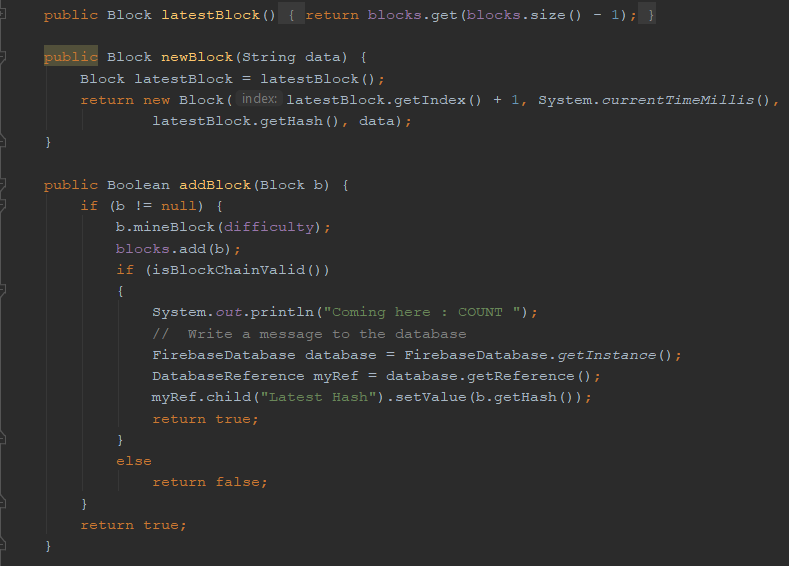 public Block latestBlock() { return blocks.get(blocks.size() - 1); }
public Block newBlock(String data) {
Block latestBlock = latestBlock();
return new Block( index: latestBlock.getIndex() + 1, System.currentTimeMillis(),
latestBlock.getHash(), data);
}
public Boolean addBlock(Block b) {
if (b != null) {
b.mineBlock(difficulty);
blocks.add(b);
if (isBlockChainValid())
{
System.out.println("Coming here : COUNT ");
//  Write a message to the database
FirebaseDatabase database = FirebaseDatabase.getInstance();
DatabaseReference myRef = database.getReference();
myRef.child("Latest Hash").setValue(b.getHash());
return true;
}
else
return false;
}
return true;
}